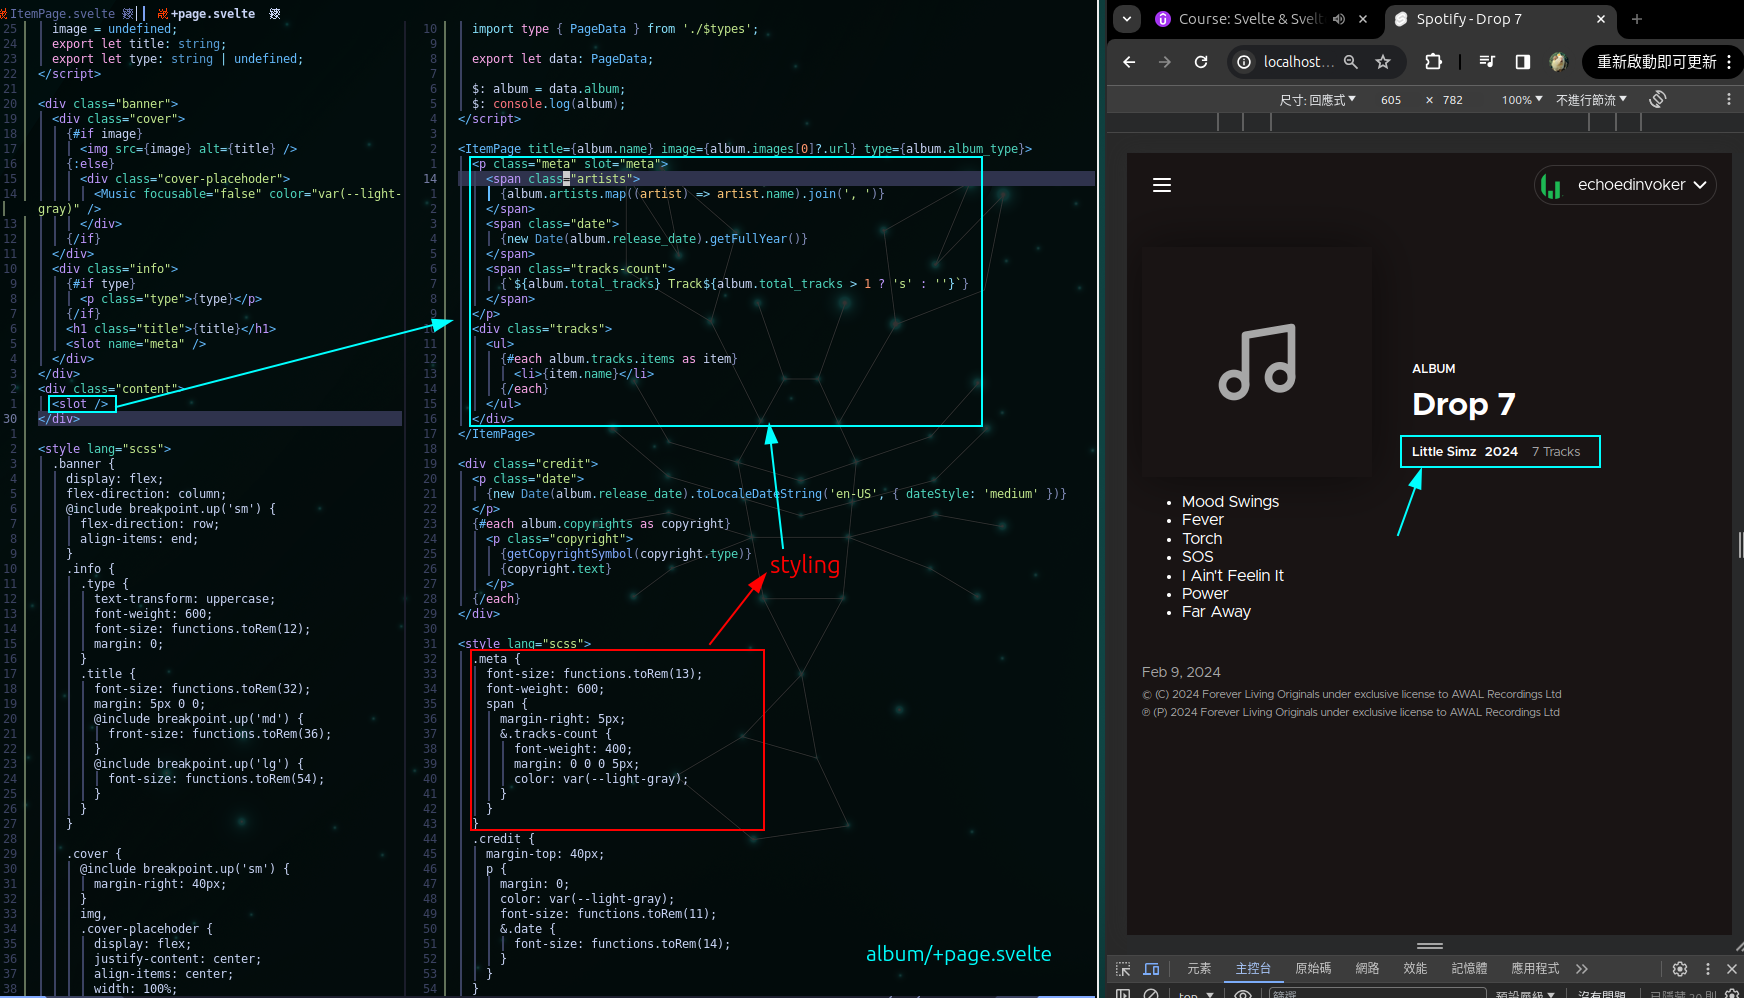 ItemPage.svelte
+page.svelte
25 image = undefined;
24 export let title: string;
23 export let type: string | undefined;
22 </script>
21
20 <div class="banner">
19 <div class="cover">
18 {#if image}
17 <img src={image} alt={title} />
16 {:else}
15 <div class="cover-placehoder">
14 <Music focusable="false" color="var(--light-
gray)" />
13 </div>
12 {/if}
11 </div>
10 <div class="info">
9 {#if type}
8 <p class="type">{type}</p>
7 {/if}
6 <h1 class="title">{title}</h1>
5 <slot name="meta" />
4 </div>
3 </div>
2 <div class="content">
1 <slot />
30 </div>
1
2 <style lang="scss">
3 .banner {
4 display: flex;
5 flex-direction: column;
6 @include breakpoint.up('sm') {
7 flex-direction: row;
8 align-items: end;
9 }
10 .info {
11 .type {
12 text-transform: uppercase;
13 font-weight: 600;
14 font-size: functions.toRem(12);
15 margin: 0;
16 }
17 .title {
18 font-size: functions.toRem(32);
19 margin: 5px 0 0;
20 @include breakpoint.up('md') {
21 front-size: functions.toRem(36);
22 }
23 @include breakpoint.up('lg') {
24 font-size: functions.toRem(54);
25 }
26 }
27 }
28
29 .cover {
30 @include breakpoint.up('sm') {
31 margin-right: 40px;
32 }
33 img,
34 .cover-placehoder {
35 display: flex;
36 justify-content: center;
37 align-items: center;
38 width: 100%;
10 import type { PageData } from './$types';
9
8 export let data: PageData;
7
6 $: album = data.album;
5 $: console.log(album);
4 </script>
3
2 <ItemPage title={album.name} image={album.images[0]?.url} type={album.album_type}>
1 <p class="meta" slot="meta">
14 <span class="artists">
1 {album.artists.map((artist) => artist.name).join(', ')}
2 </span>
3 <span class="date">
4 {new Date(album.release_date).getFullYear()}
5 </span>
6 <span class="tracks-count">
7 {`${album.total_tracks} Track${album.total_tracks > 1 ? 's' : ''}`}
8 </span>
9 </p>
10 <div class="tracks">
11 <ul>
12 {#each album.tracks.items as item}
13 <li>{item.name}</li>
14 {/each}
15 </ul>
16 </div>
17 </ItemPage>
18
19 <div class="credit">
20 <p class="date">
21 {new Date(album.release_date).toLocaleDateString('en-US', { dateStyle: 'medium' })}
22 </p>
23 {#each album.copyrights as copyright}
24 <p class="copyright">
25 {getCopyrightSymbol(copyright.type)}
26 {copyright.text}
27 </p>
28 {/each}
29 </div>
30
31 <style lang="scss">
32 .meta {
33 font-size: functions.toRem(13);
34 font-weight: 600;
35 span {
36 margin-right: 5px;
37 &.tracks-count {
38 font-weight: 400;
39 margin: 0 0 0 5px;
40 color: var(--light-gray);
41 }
42 }
43 }
44 .credit {
45 margin-top: 40px;
46 p {
47 margin: 0;
48 color: var(--light-gray);
49 font-size: functions.toRem(11);
50 &.date {
51 font-size: functions.toRem(14);
52 }
53 }
54 }
styling
album/+page.svelte
Course: Svelte & Svelt
Spotify - Drop 7
localhost...
重新啟動即可更新
尺寸: 回應式 605 × 782 100% 不進行節流
echoedinvoker
ALBUM
Drop 7
Little Simz 2024 7 Tracks
• Mood Swings
• Fever
• Torch
• SOS
• I Ain't Feelin It
• Power
• Far Away
Feb 9, 2024
© (C) 2024 Forever Living Originals under exclusive license to AWAL Recordings Ltd
℗ (P) 2024 Forever Living Originals under exclusive license to AWAL Recordings Ltd
元素 主控台 原始碼 網路 效能 記憶體 應用程式
top 篩選 預設層級 沒有問題